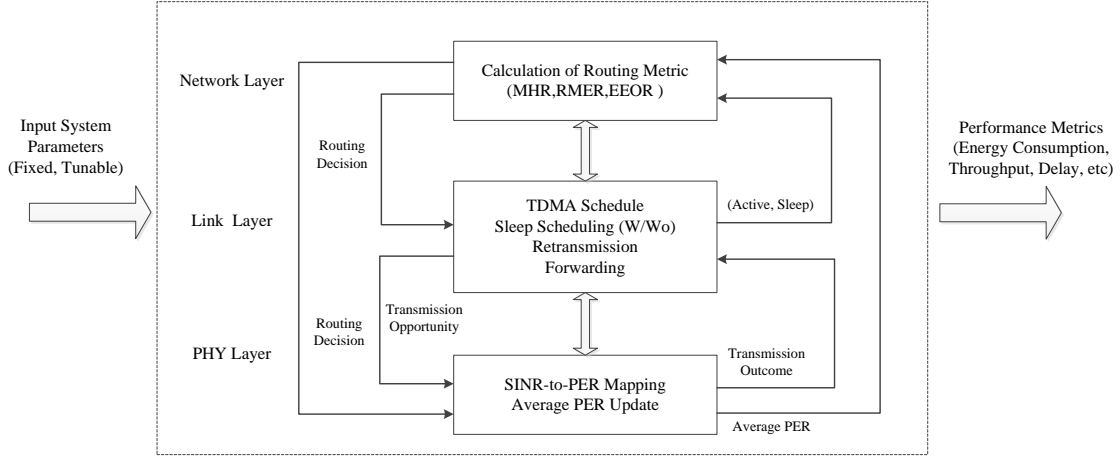 Network Layer
Calculation of Routing Metric
(MHR,RMER,EEOR )
Input System
Parameters
(Fixed, Tunable)
Routing
Decision
Performance Metrics
(Energy Consumption,
Throughput, Delay, etc)
Link  Layer
TDMA Schedule
Sleep Scheduling (W/Wo)
Retransmission
Forwarding
(Active, Sleep)
Routing
Decision
Transmission
Opportunity
PHY Layer
SINR-to-PER Mapping
Average PER Update
Transmission
Outcome
Average PER